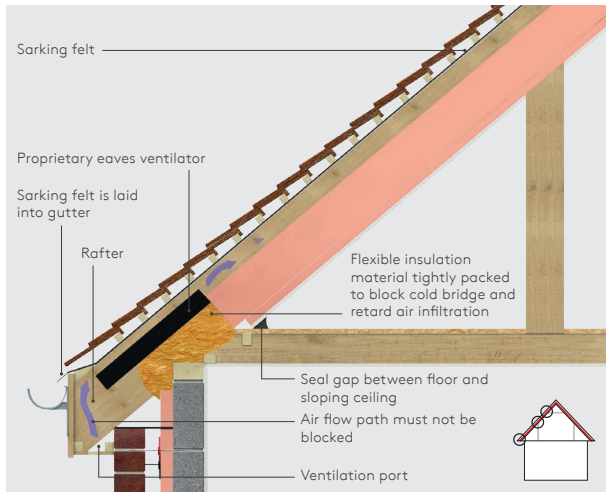 Sarking felt
Proprietary eaves ventilator
Sarking felt is laid
into gutter
Rafter
Flexible insulation
material tightly packed
to block cold bridge and
retard air infiltration
Seal gap between floor and
sloping ceiling
Air flow path must not be
blocked
Ventilation port